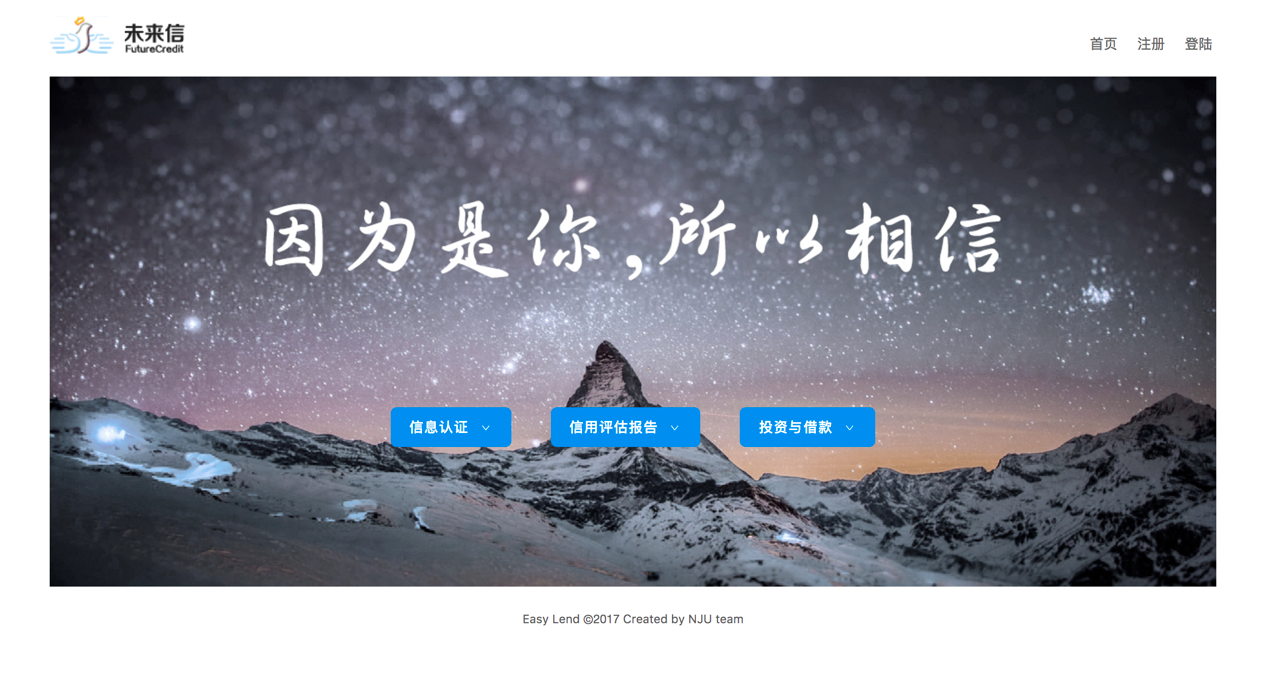 未来信
FutureCredit
首页 注册 登陆
因为是你,所以相信
信息认证 信用评估报告 投资与借款
Easy Lend ©2017 Created by NJU team